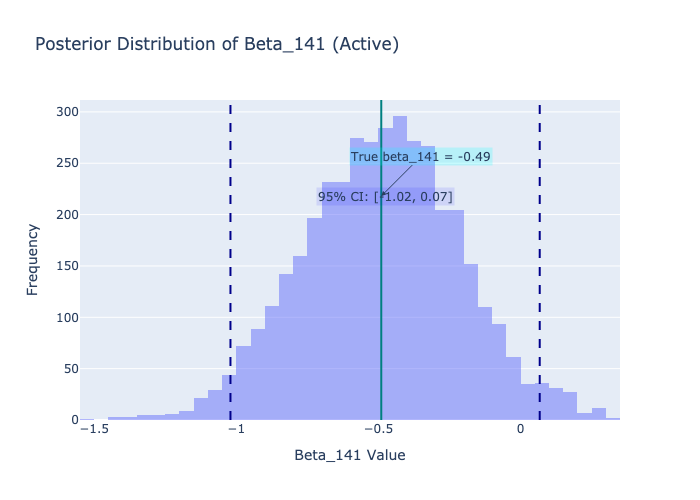 Posterior Distribution of Beta_141 (Active)
300
250
200
150
100
50
0
Frequency
True beta_141 = -0.49
95% CI: [-1.02, 0.07]
−1.5
−1
−0.5
0
Beta_141 Value